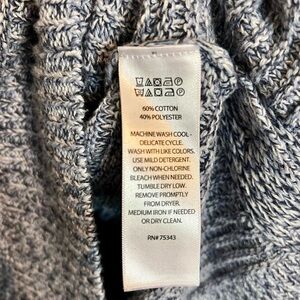 60% COTTON
40% POLYESTER
MACHINE WASH COOL -
DELICATE CYCLE.
WASH WITH LIKE COLORS.
USE MILD DETERGENT.
ONLY NON-CHLORINE
BLEACH WHEN NEEDED.
TUMBLE DRY LOW.
REMOVE PROMPTLY
FROM DRYER.
MEDIUM IRON IF NEEDED
OR DRY CLEAN.
RN# 75343